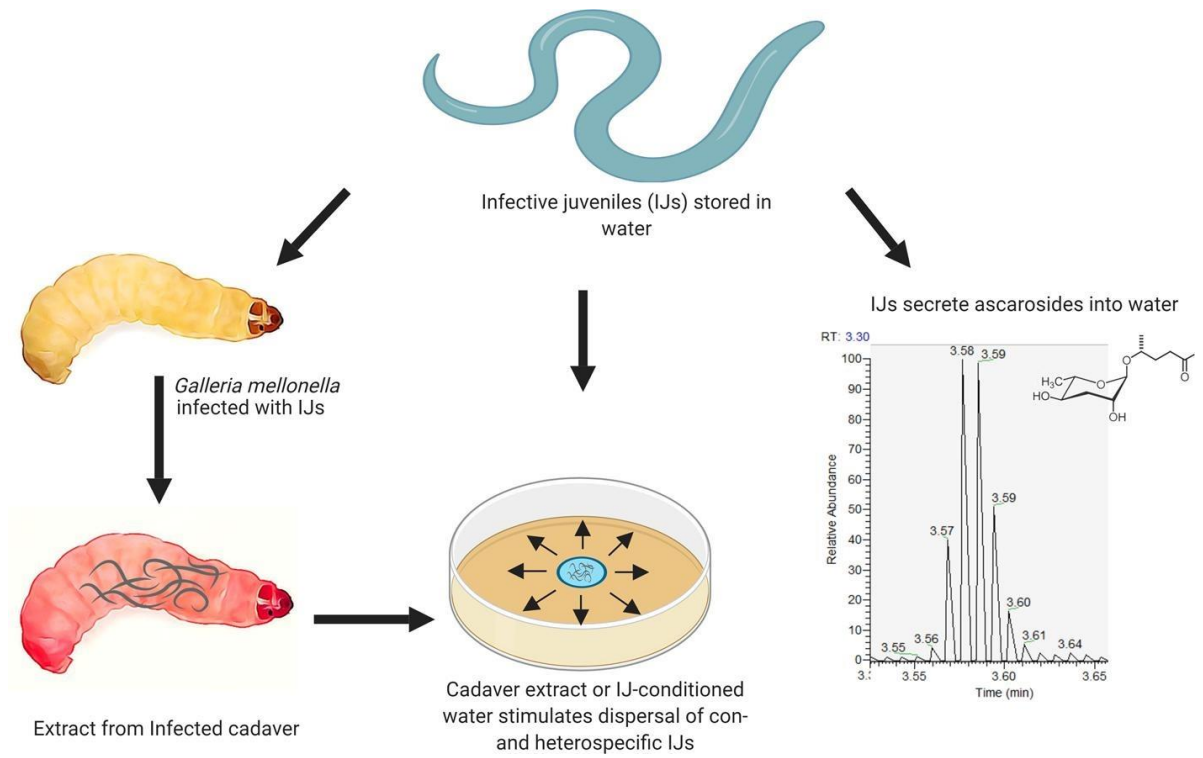 Infective juveniles (IJs) stored in
water
Galleria mellonella
infected with IJs
Extract from Infected cadaver
Cadaver extract or IJ-conditioned
water stimulates dispersal of con-
and heterospecific IJs
IJs secrete ascarosides into water
RT: 3.30
3.58
3.59
100
90
80
70
60
50
40
30
20
10
0
Relative Abundance
3.57
3.59
3.60
3.55
3.56
3.61
3.64
3.55
3.60
3.65
Time (min)
H3C
O
O
O
HO
OH